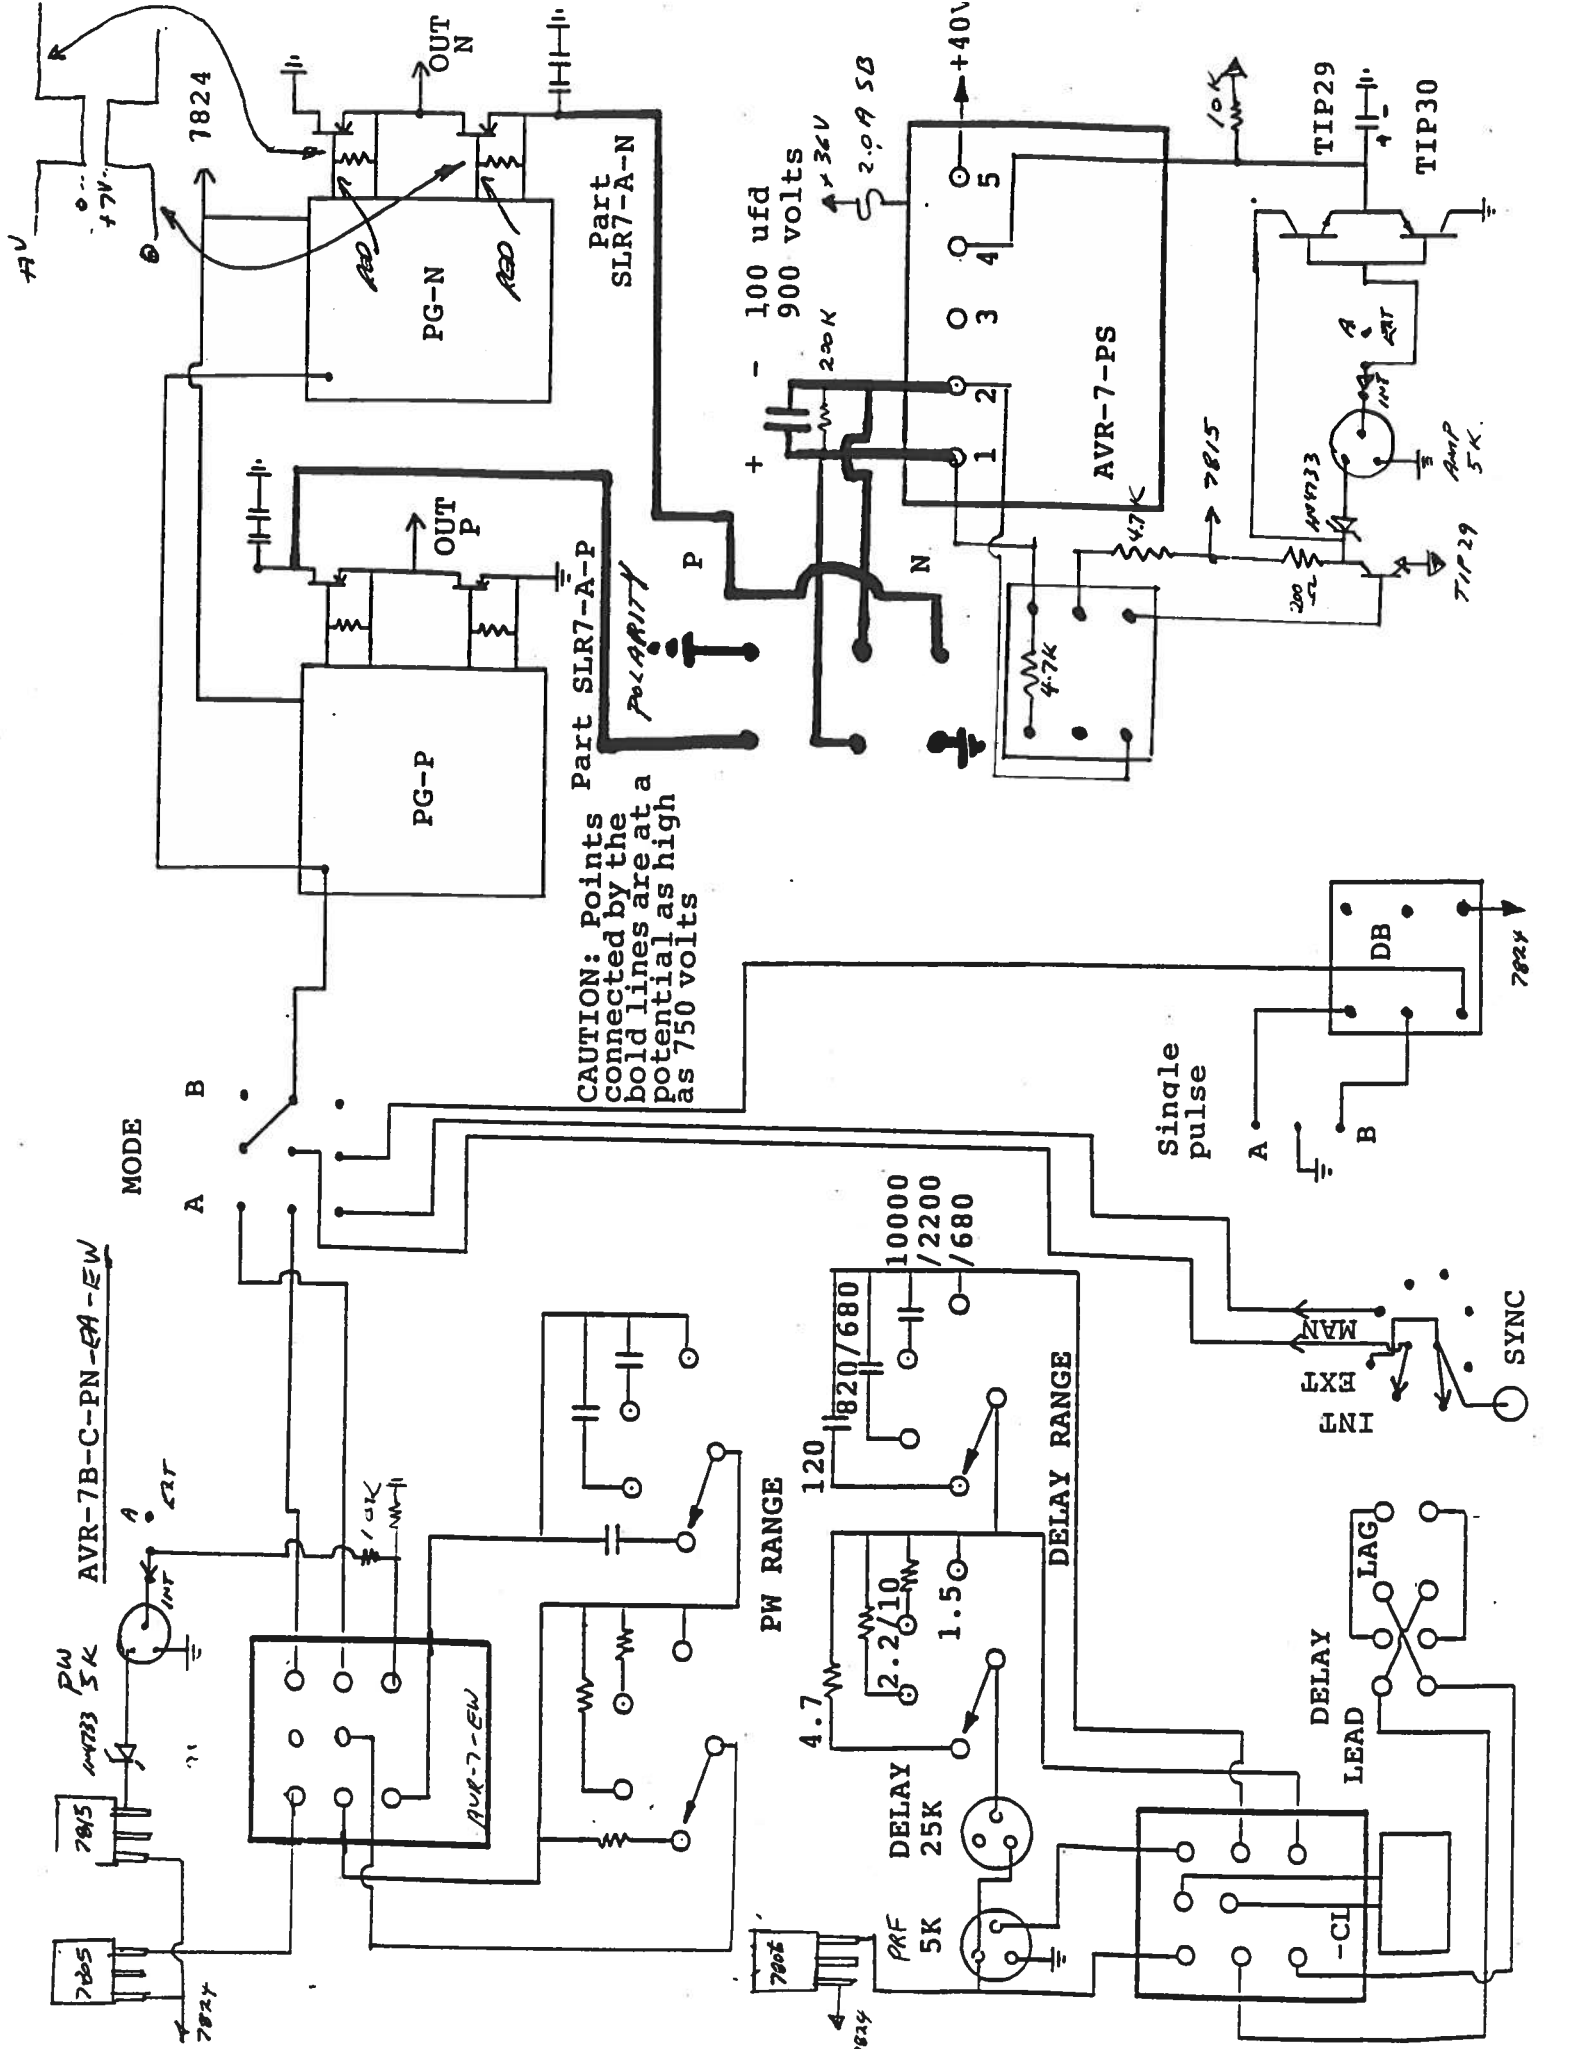 AVR-7B-C-PN-EA-EW
MODE
A
B
7805
7824
7815
1N4733
PW
5K
INT
A
EXT
10K
AVR-7-EW
PW RANGE
PG-P
PG-N
7824
+7V
0
OUT
P
OUT
N
Part SLR7-A-P
Part
SLR7-A-N
CAUTION: Points
connected by the
bold lines are at a
potential as high
as 750 volts
POLARITY
P
N
+
-
100 ufd
900 volts
200K
+36V
2.0A SB
+40V
1
2
3
4
5
AVR-7-PS
4.7K
4.7K
7815
200
Ω
TIP29
1N4733
AMP
5K
INT
A
EXT
10K
TIP29
TIP30
+
-
7806
7824
PRF
5K
DELAY
25K
4.7
2.2/10
1.5
120
820/680
10000
/2200
/680
DELAY RANGE
-CL
DELAY
LEAD
LAG
INT
EXT
MAN
SYNC
Single
pulse
A
B
DB
7824